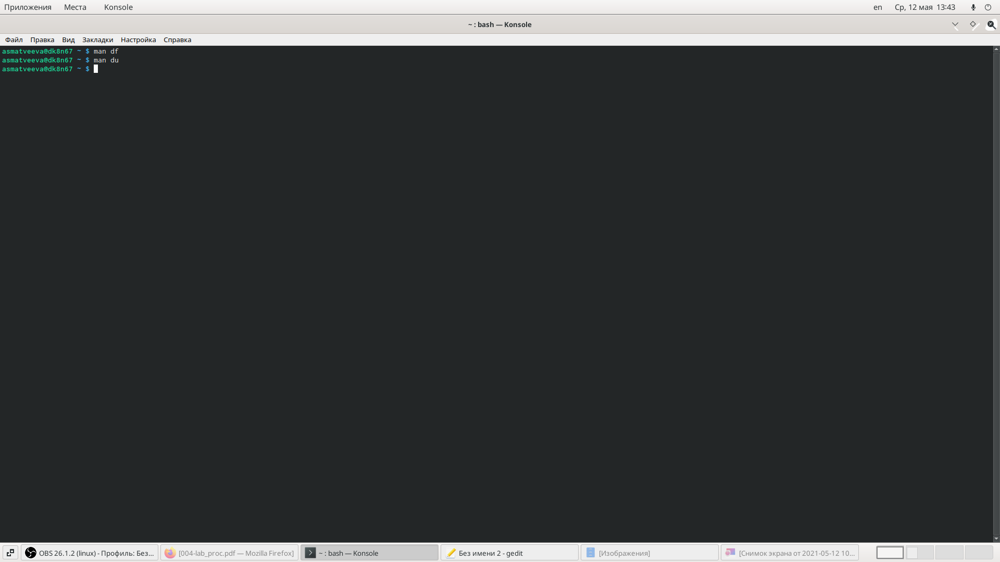 Приложения Места Konsole en Ср, 12 мая 13:43
~ : bash — Konsole
Файл Правка Вид Закладки Настройка Справка
asmatveeva@dk8n67 ~ $ man df
asmatveeva@dk8n67 ~ $ man du
asmatveeva@dk8n67 ~ $
OBS 26.1.2 (linux) - Профиль: Без... [004-lab_proc.pdf — Mozilla Firefox] ~ : bash — Konsole Без имени 2 - gedit [Изображения] [Снимок экрана от 2021-05-12 10...